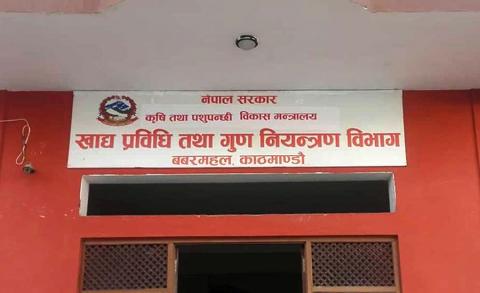 नेपाल सरकार
कृषि तथा पशुपन्छी विकास मन्त्रालय
खाद्य प्रविधि तथा गुण नियन्त्रण विभाग
बबरमहल, काठमाण्डौ